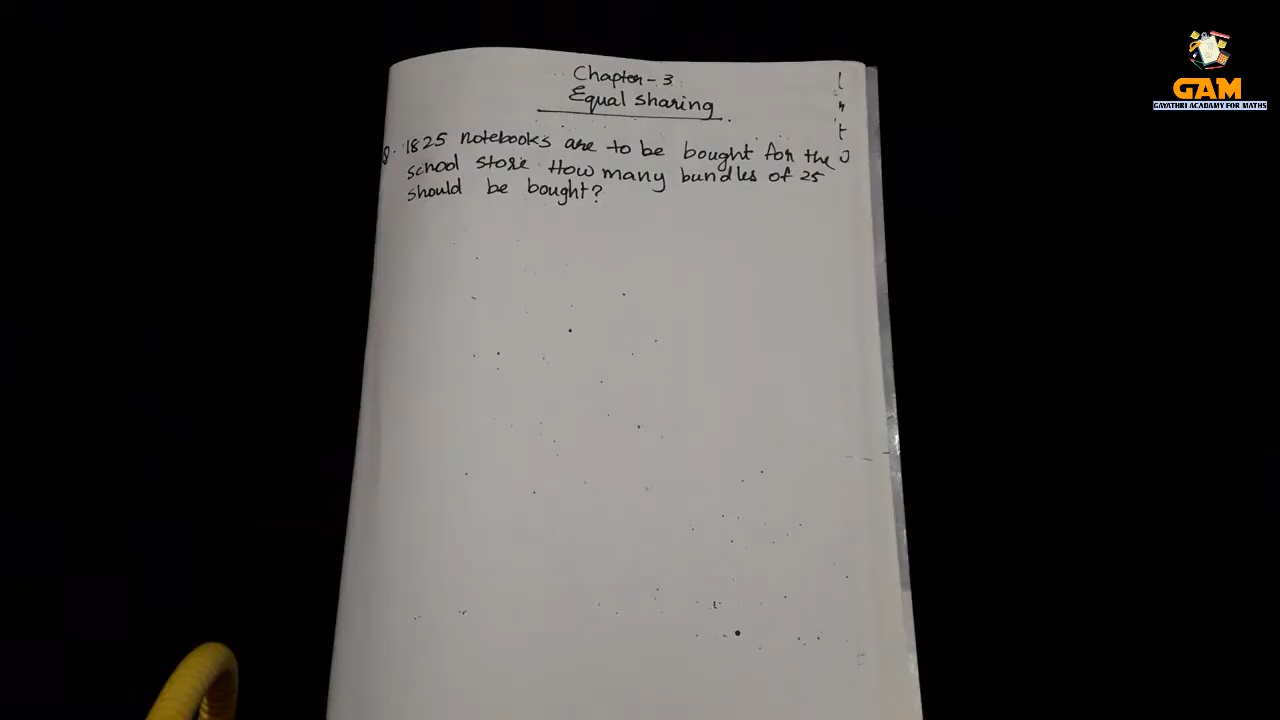 Chapter - 3
Equal sharing
8. 1825 notebooks are to be bought for the
school store. How many bundles of 25
should be bought?
GAM
GAYATHRI ACADAMY FOR MATHS